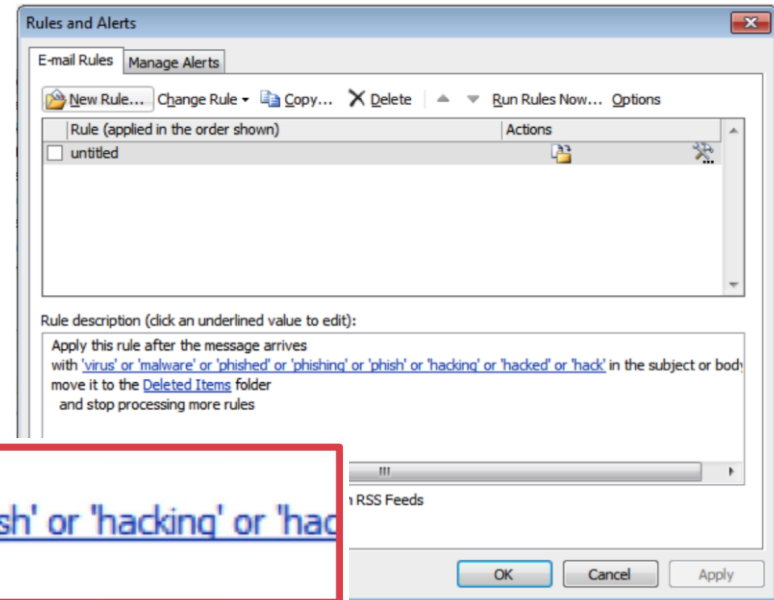 Rules and Alerts
E-mail Rules Manage Alerts
New Rule... Change Rule Copy... Delete Run Rules Now... Options
Rule (applied in the order shown) Actions
untitled
Rule description (click an underlined value to edit):
Apply this rule after the message arrives
with 'virus' or 'malware' or 'phished' or 'phishing' or 'phish' or 'hacking' or 'hacked' or 'hack' in the subject or body
move it to the Deleted Items folder
and stop processing more rules
RSS Feeds
sh' or 'hacking' or 'hac
OK Cancel Apply